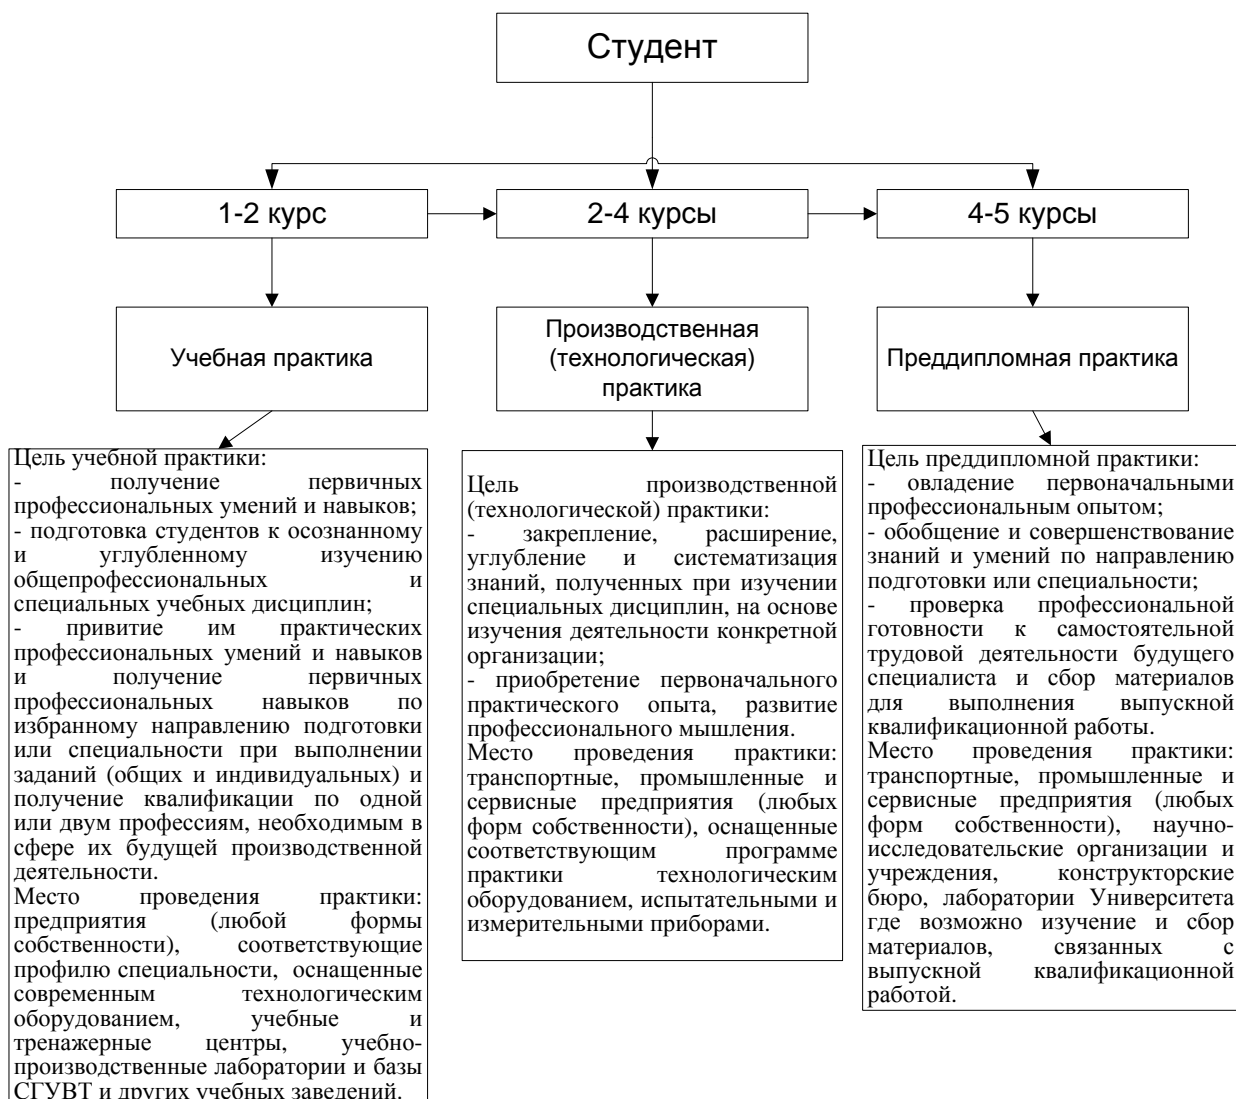 Студент
1-2 курс
2-4 курсы
4-5 курсы
Учебная практика
Производственная
(технологическая)
практика
Преддипломная практика
Цель учебной практики:
- получение первичных
профессиональных умений и навыков;
- подготовка студентов к осознанному
и углубленному изучению
общепрофессиональных и
специальных учебных дисциплин;
- привитие им практических
профессиональных умений и навыков
и получение первичных
профессиональных навыков по
избранному направлению подготовки
или специальности при выполнении
заданий (общих и индивидуальных) и
получение квалификации по одной
или двум профессиям, необходимым в
сфере их будущей производственной
деятельности.
Место проведения практики:
предприятия (любой формы
собственности), соответствующие
профилю специальности, оснащенные
современным технологическим
оборудованием, учебные и
тренажерные центры, учебно-
производственные лаборатории и базы
СГУВТ и других учебных заведений.
Цель производственной
(технологической) практики:
- закрепление, расширение,
углубление и систематизация
знаний, полученных при изучении
специальных дисциплин, на основе
изучения деятельности конкретной
организации;
- приобретение первоначального
практического опыта, развитие
профессионального мышления.
Место проведения практики:
транспортные, промышленные и
сервисные предприятия (любых
форм собственности), оснащенные
соответствующим программе
практики технологическим
оборудованием, испытательными и
измерительными приборами.
Цель преддипломной практики:
- овладение первоначальными
профессиональным опытом;
- обобщение и совершенствование
знаний и умений по направлению
подготовки или специальности;
- проверка профессиональной
готовности к самостоятельной
трудовой деятельности будущего
специалиста и сбор материалов
для выполнения выпускной
квалификационной работы.
Место проведения практики:
транспортные, промышленные и
сервисные предприятия (любых
форм собственности), научно-
исследовательские организации и
учреждения, конструкторские
бюро, лаборатории Университета
где возможно изучение и сбор
материалов, связанных с
выпускной квалификационной
работой.